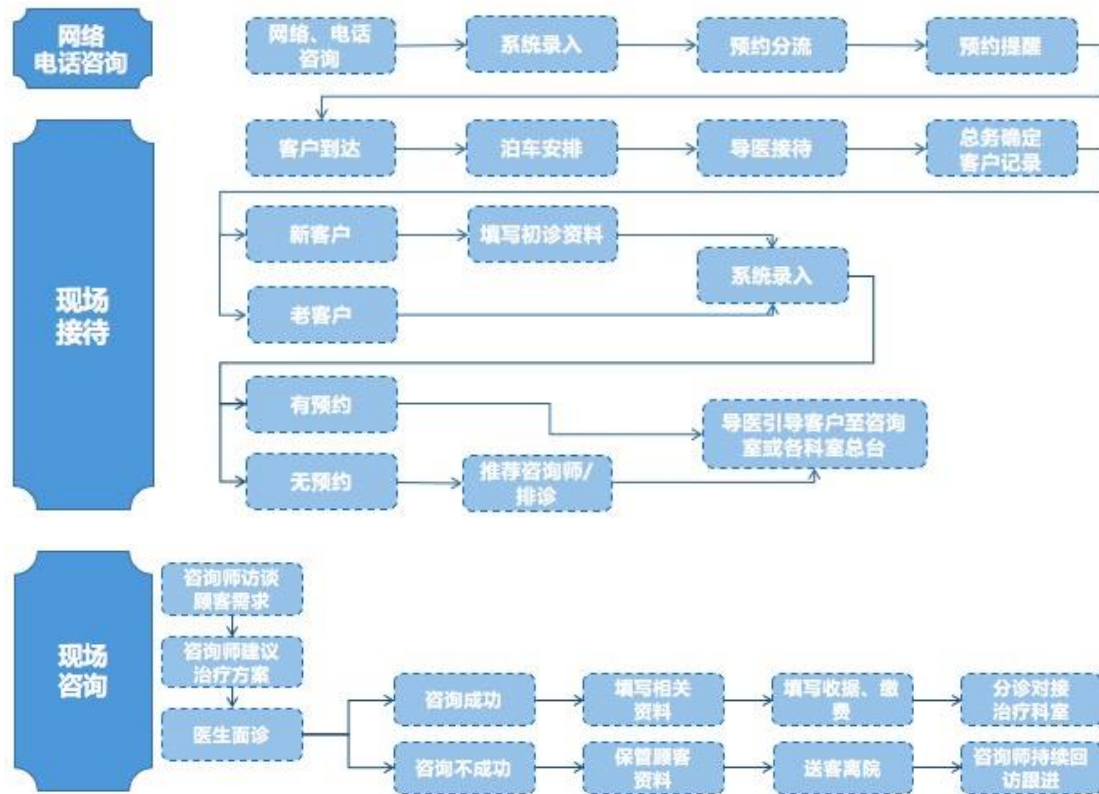 网络
电话咨询
网络、电话
咨询
系统录入
预约分流
预约提醒
现场
接待
客户到达
泊车安排
导医接待
总务确定
客户记录
新客户
填写初诊资料
系统录入
老客户
有预约
导医引导客户至咨询
室或各科室总台
无预约
推荐咨询师/
排诊
现场
咨询
咨询师访谈
顾客需求
咨询师建议
治疗方案
医生面诊
咨询成功
填写相关
资料
填写收据、缴
费
分诊对接
治疗科室
咨询不成功
保管顾客
资料
送客离院
咨询师持续回
访跟进